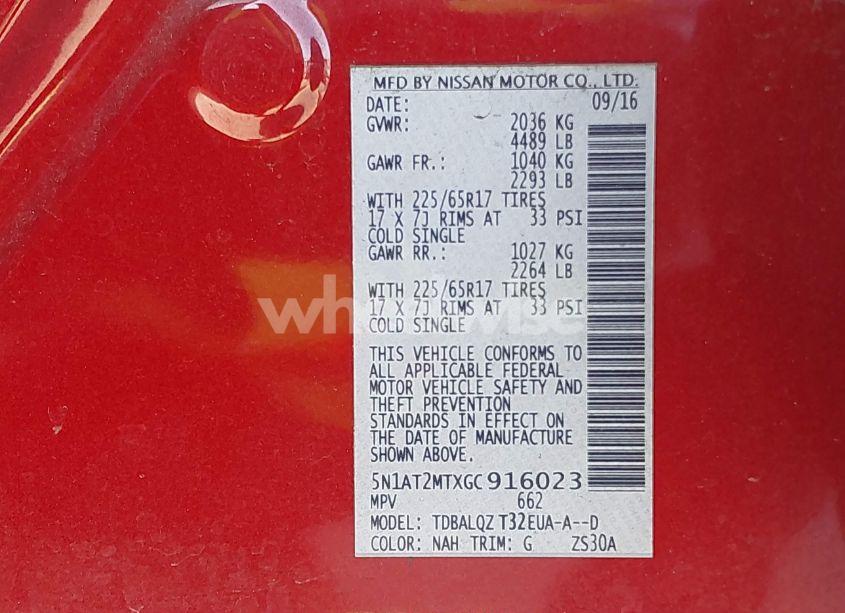 MFD BY NISSAN MOTOR CO., LTD.
DATE: 09/16
GVWR: 2036 KG
4489 LB
GAWR FR.: 1040 KG
2293 LB
WITH 225/65R17 TIRES
17 X 7J RIMS AT 33 PSI
COLD SINGLE
GAWR RR.: 1027 KG
2264 LB
WITH 225/65R17 TIRES
17 X 7J RIMS AT 33 PSI
COLD SINGLE
THIS VEHICLE CONFORMS TO
ALL APPLICABLE FEDERAL
MOTOR VEHICLE SAFETY AND
THEFT PREVENTION
STANDARDS IN EFFECT ON
THE DATE OF MANUFACTURE
SHOWN ABOVE.
5N1AT2MTXGC916023
MPV 662
MODEL: TDBALQZ T32EUA-A--D
COLOR: NAH TRIM: G ZS30A